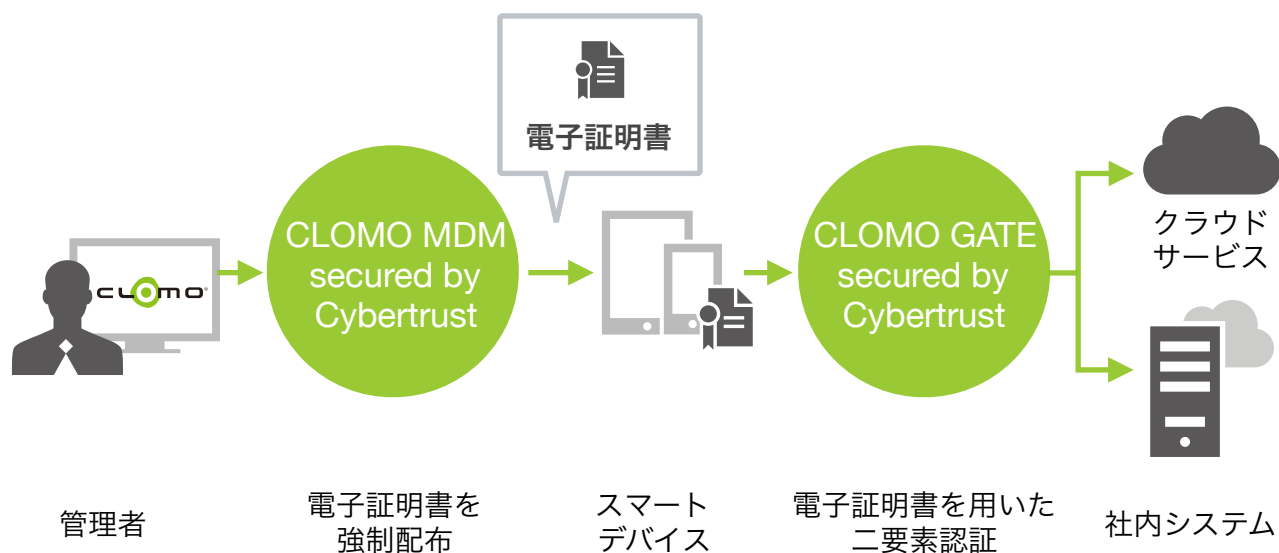 電子証明書
CLOMO
CLOMO MDM
secured by
Cybertrust
CLOMO GATE
secured by
Cybertrust
クラウド
サービス
管理者
電子証明書を
強制配布
スマート
デバイス
電子証明書を用いた
二要素認証
社内システム